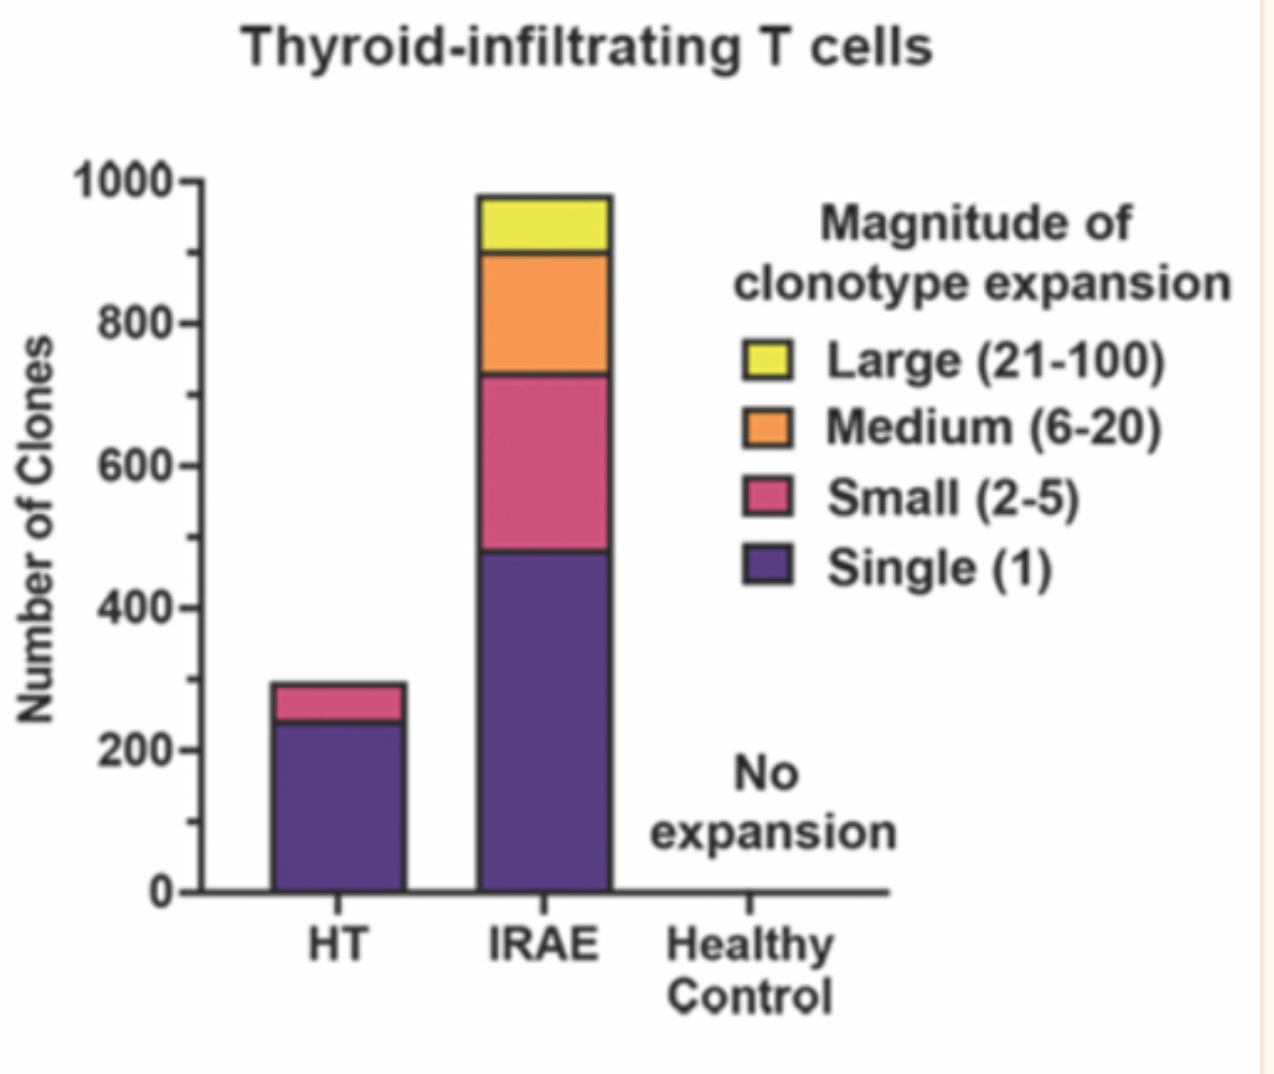 Thyroid-infiltrating T cells
Number of Clones
1000
800
600
400
200
0
HT
IRAE
Healthy
Control
No
expansion
Magnitude of
clonotype expansion
Large (21-100)
Medium (6-20)
Small (2-5)
Single (1)